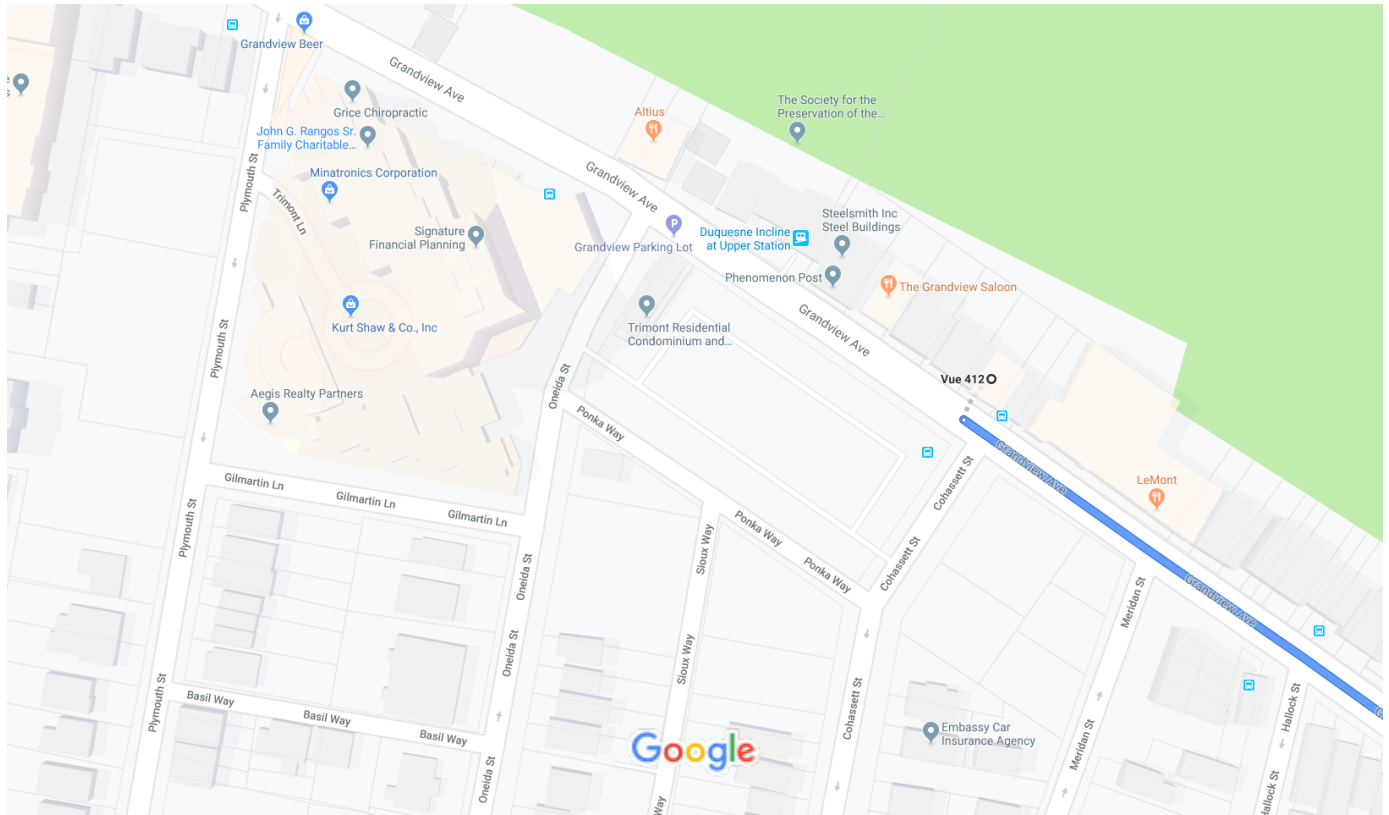 Grandview Beer
Grandview Ave
Grice Chiropractic
John G. Rangos Sr.
Family Charitable...
Altius
The Society for the
Preservation of the...
Plymouth St
Minatronics Corporation
Trimont Ln
Grandview Ave
Signature
Financial Planning
Grandview Parking Lot
P
Duquesne Incline
at Upper Station
Steelsmith Inc
Steel Buildings
Phenomenon Post
The Grandview Saloon
Kurt Shaw & Co., Inc
Trimont Residential
Condominium and...
Grandview Ave
Plymouth St
Oneida St
Aegis Realty Partners
Vue 412
Ponka Way
Grandview Ave
Cohassett St
LeMont
Gilmartin Ln
Gilmartin Ln
Gilmartin Ln
Plymouth St
Sioux Way
Ponka Way
Ponka Way
Cohassett St
Oneida St
Meridan St
Grandview Ave
Oneida St
Sioux Way
Plymouth St
Basil Way
Basil Way
Basil Way
Cohassett St
Embassy Car
Insurance Agency
Meridan St
Hallock St
Google
Oneida St
Hallock St